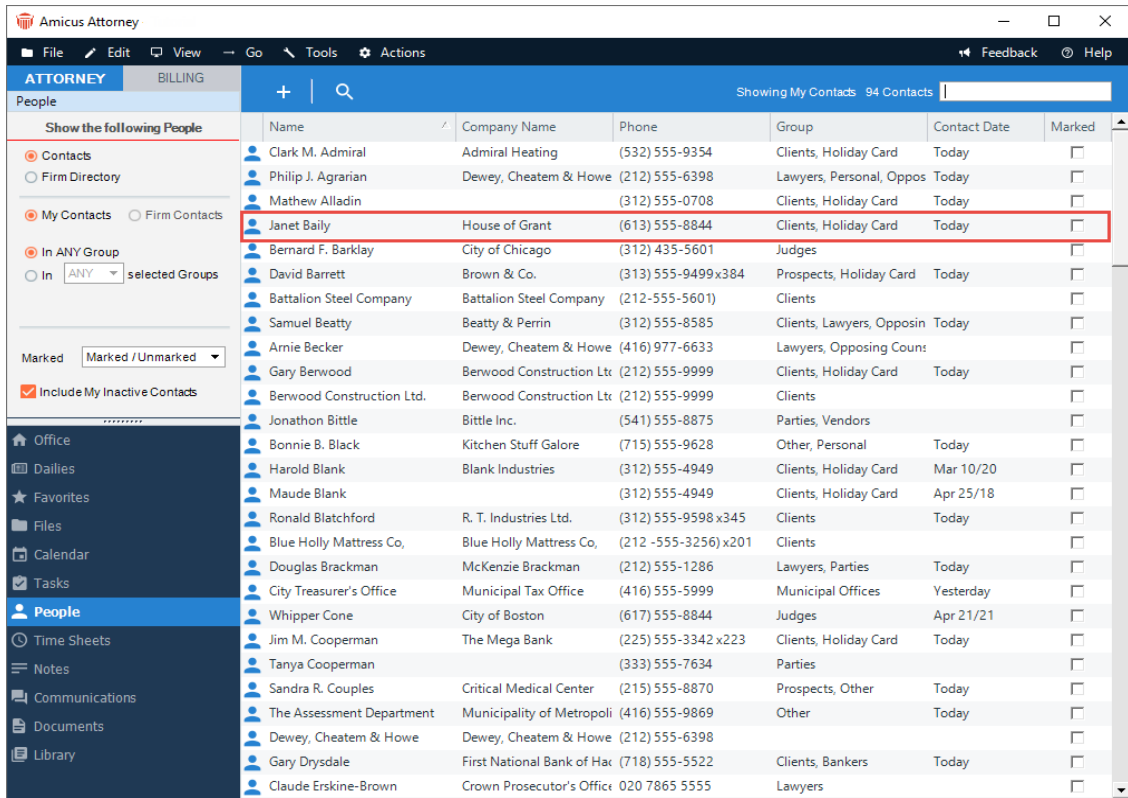 Amicus Attorney
File Edit View Go Tools Actions Feedback Help
ATTORNEY BILLING
People
Showing My Contacts 94 Contacts
Show the following People
Contacts
Firm Directory
My Contacts Firm Contacts
In ANY Group
In ANY selected Groups
Marked Marked / Unmarked
Include My Inactive Contacts
Office
Dailies
Favorites
Files
Calendar
Tasks
People
Time Sheets
Notes
Communications
Documents
Library
Name Company Name Phone Group Contact Date Marked
Clark M. Admiral Admiral Heating (532) 555-9354 Clients, Holiday Card Today
Philip J. Agrarian Dewey, Cheatem & Howe (212) 555-6398 Lawyers, Personal, Oppos Today
Mathew Alladin (312) 555-0708 Clients, Holiday Card Today
Janet Baily House of Grant (613) 555-8844 Clients, Holiday Card Today
Bernard F. Barklay City of Chicago (312) 435-5601 Judges
David Barrett Brown & Co. (313) 555-9499 x384 Prospects, Holiday Card Today
Battalion Steel Company Battalion Steel Company (212-555-5601) Clients
Samuel Beatty Beatty & Perrin (312) 555-8585 Clients, Lawyers, Opposin Today
Arnie Becker Dewey, Cheatem & Howe (416) 977-6633 Lawyers, Opposing Couns
Gary Berwood Berwood Construction Ltd (212) 555-9999 Clients, Holiday Card Today
Berwood Construction Ltd. Berwood Construction Ltd (212) 555-9999 Clients
Jonathon Bittle Bittle Inc. (541) 555-8875 Parties, Vendors
Bonnie B. Black Kitchen Stuff Galore (715) 555-9628 Other, Personal Today
Harold Blank Blank Industries (312) 555-4949 Clients, Holiday Card Mar 10/20
Maude Blank (312) 555-4949 Clients, Holiday Card Apr 25/18
Ronald Blatchford R. T. Industries Ltd. (312) 555-9598 x345 Clients Today
Blue Holly Mattress Co, Blue Holly Mattress Co, (212 -555-3256) x201 Clients
Douglas Brackman McKenzie Brackman (212) 555-1286 Lawyers, Parties Today
City Treasurer's Office Municipal Tax Office (416) 555-5999 Municipal Offices Yesterday
Whipper Cone City of Boston (617) 555-8844 Judges Apr 21/21
Jim M. Cooperman The Mega Bank (225) 555-3342 x223 Clients, Holiday Card Today
Tanya Cooperman (333) 555-7634 Parties
Sandra R. Couples Critical Medical Center (215) 555-8870 Prospects, Other Today
The Assessment Department Municipality of Metropoli (416) 555-9869 Other Today
Dewey, Cheatem & Howe Dewey, Cheatem & Howe (212) 555-6398
Gary Drysdale First National Bank of Hac (718) 555-5522 Clients, Bankers Today
Claude Erskine-Brown Crown Prosecutor's Office 020 7865 5555 Lawyers